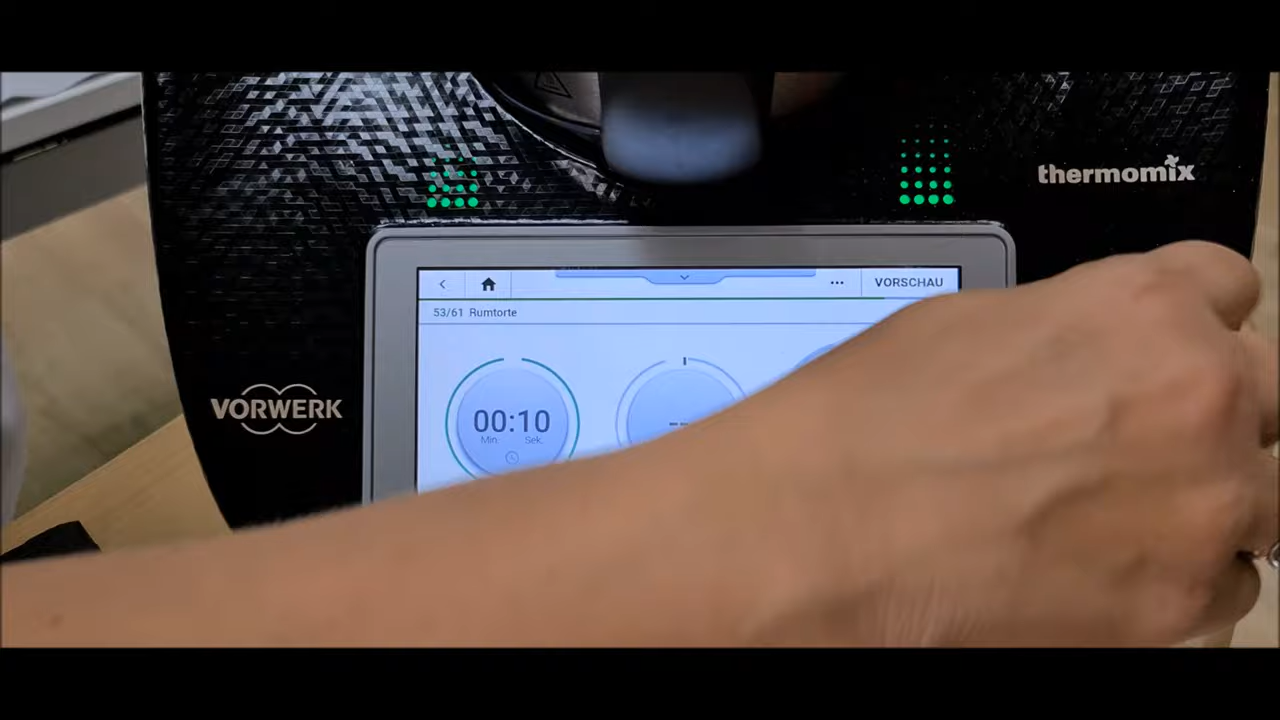 thermomix
... VORSCHAU
53/61 Rumtorte
VORWERK
00:10
Min. Sek.
--